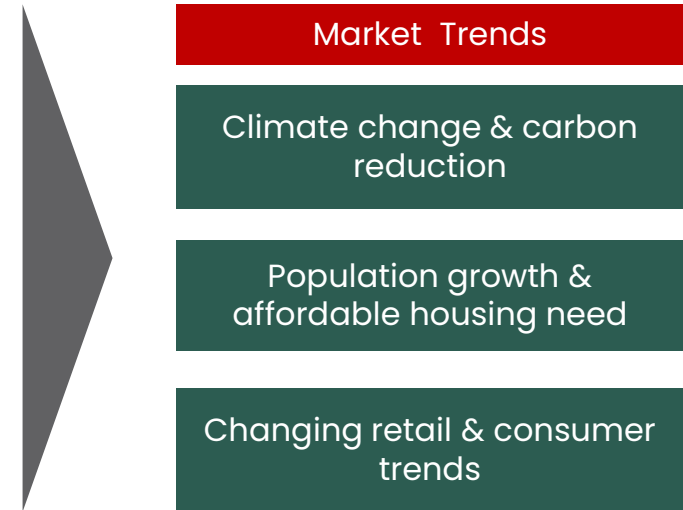 Market Trends
Climate change & carbon
reduction
Population growth &
affordable housing need
Changing retail & consumer
trends